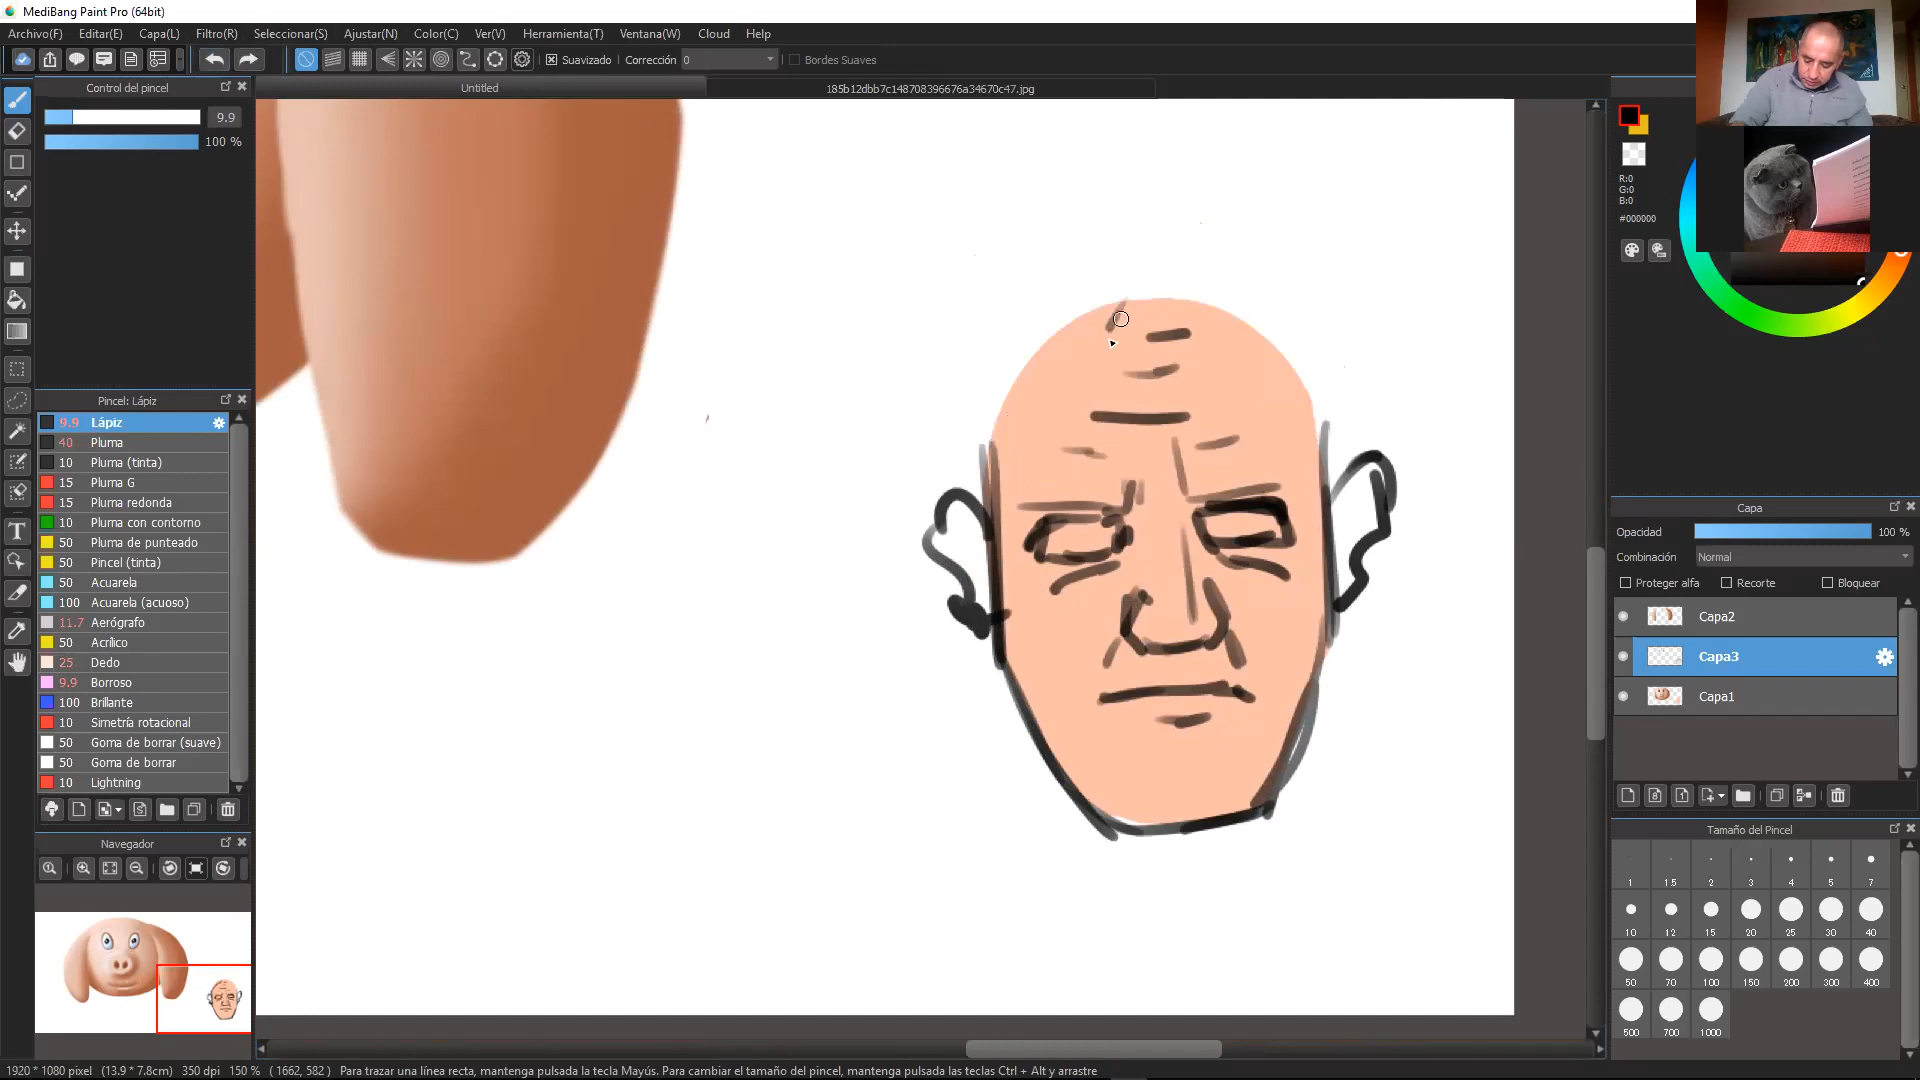 MediBang Paint Pro (64bit)
Archivo(F) Editar(E) Capa(L) Filtro(R) Seleccionar(S) Ajustar(N) Color(C) Ver(V) Herramienta(T) Ventana(W) Cloud Help
Suavizado Corrección 0 Bordes Suaves
Control del pincel
Untitled
185b12dbb7c148708396676a34670c47.jpg
9.9
100 %
R:0
G:0
B:0
#000000
Pincel: Lápiz
9.9 Lápiz
40 Pluma
10 Pluma (tinta)
15 Pluma G
15 Pluma redonda
10 Pluma con contorno
50 Pluma de punteado
50 Pincel (tinta)
50 Acuarela
100 Acuarela (acuoso)
11.7 Aerógrafo
50 Acrílico
25 Dedo
9.9 Borroso
100 Brillante
10 Simetría rotacional
50 Goma de borrar (suave)
50 Goma de borrar
10 Lightning
Navegador
Capa
Opacidad 100 %
Combinación Normal
Proteger alfa Recorte Bloquear
Capa2
Capa3
Capa1
Tamaño del Pincel
1 1.5 2 3 4 5 7
10 12 15 20 25 30 40
50 70 100 150 200 300 400
500 700 1000
1920 * 1080 pixel (13.9 * 7.8cm) 350 dpi 150 % ( 1662, 582 ) Para trazar una línea recta, mantenga pulsada la tecla Mayús. Para cambiar el tamaño del pincel, mantenga pulsada las teclas Ctrl + Alt y arrastre